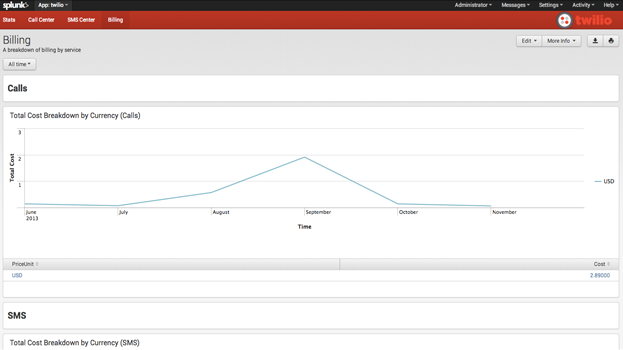 splunk> App: twilio Administrator Messages Settings Activity Help
Stats Call Center SMS Center Billing twilio
Billing Edit More Info
A breakdown of billing by service
All time
Calls
Total Cost Breakdown by Currency (Calls)
3
2
1
Total Cost
USD
June July August September October November
2013
Time
PriceUnit Cost
USD 2.89000
SMS
Total Cost Breakdown by Currency (SMS)